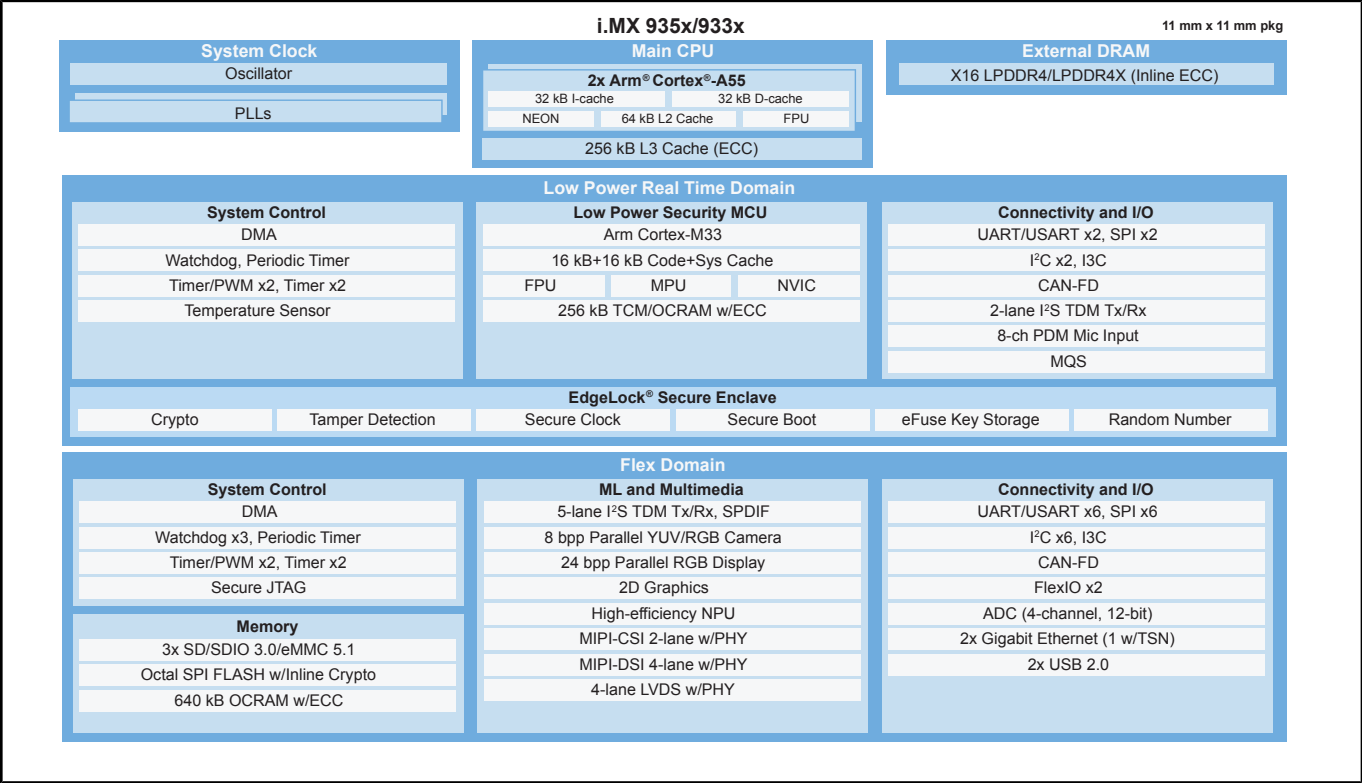 i.MX 935x/933x
11 mm x 11 mm pkg
System Clock
Oscillator
PLLs
Main CPU
2x Arm® Cortex®-A55
32 kB I-cache
32 kB D-cache
NEON
64 kB L2 Cache
FPU
256 kB L3 Cache (ECC)
External DRAM
X16 LPDDR4/LPDDR4X (Inline ECC)
Low Power Real Time Domain
System Control
DMA
Watchdog, Periodic Timer
Timer/PWM x2, Timer x2
Temperature Sensor
Low Power Security MCU
Arm Cortex-M33
16 kB+16 kB Code+Sys Cache
FPU
MPU
NVIC
256 kB TCM/OCRAM w/ECC
Connectivity and I/O
UART/USART x2, SPI x2
I²C x2, I3C
CAN-FD
2-lane I²S TDM Tx/Rx
8-ch PDM Mic Input
MQS
EdgeLock® Secure Enclave
Crypto
Tamper Detection
Secure Clock
Secure Boot
eFuse Key Storage
Random Number
Flex Domain
System Control
DMA
Watchdog x3, Periodic Timer
Timer/PWM x2, Timer x2
Secure JTAG
Memory
3x SD/SDIO 3.0/eMMC 5.1
Octal SPI FLASH w/Inline Crypto
640 kB OCRAM w/ECC
ML and Multimedia
5-lane I²S TDM Tx/Rx, SPDIF
8 bpp Parallel YUV/RGB Camera
24 bpp Parallel RGB Display
2D Graphics
High-efficiency NPU
MIPI-CSI 2-lane w/PHY
MIPI-DSI 4-lane w/PHY
4-lane LVDS w/PHY
Connectivity and I/O
UART/USART x6, SPI x6
I²C x6, I3C
CAN-FD
FlexIO x2
ADC (4-channel, 12-bit)
2x Gigabit Ethernet (1 w/TSN)
2x USB 2.0